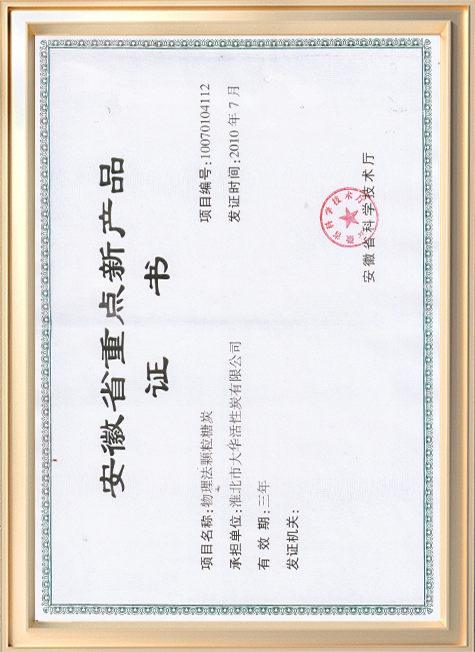 安徽省重点新产品
证书
项目名称:物理法颗粒糖炭
项目编号:10070104112
承担单位:淮北市大华活性炭有限公司
发证时间:2010年7月
有效期:三年
发证机关:
安徽省科学技术厅